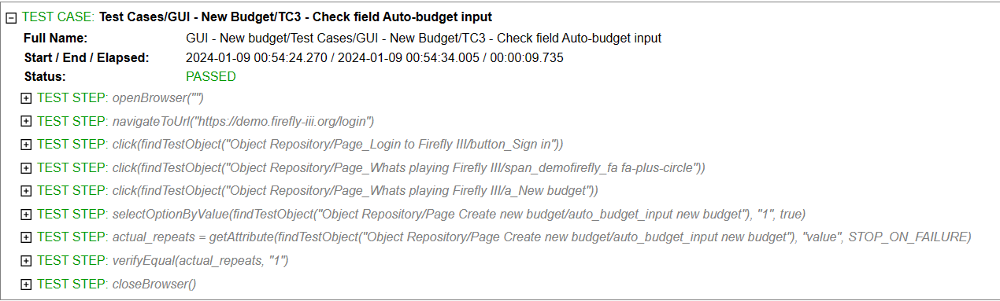 TEST CASE: Test Cases/GUI - New Budget/TC3 - Check field Auto-budget input
Full Name: GUI - New budget/Test Cases/GUI - New Budget/TC3 - Check field Auto-budget input
Start / End / Elapsed: 2024-01-09 00:54:24.270 / 2024-01-09 00:54:34.005 / 00:00:09.735
Status: PASSED
TEST STEP: openBrowser("")
TEST STEP: navigateToUrl("https://demo.firefly-iii.org/login")
TEST STEP: click(findTestObject("Object Repository/Page_Login to Firefly III/button_Sign in"))
TEST STEP: click(findTestObject("Object Repository/Page_Whats playing Firefly III/span_demofirefly_fa fa-plus-circle"))
TEST STEP: click(findTestObject("Object Repository/Page_Whats playing Firefly III/a_New budget"))
TEST STEP: selectOptionByValue(findTestObject("Object Repository/Page Create new budget/auto_budget_input new budget"), "1", true)
TEST STEP: actual_repeats = getAttribute(findTestObject("Object Repository/Page Create new budget/auto_budget_input new budget"), "value", STOP_ON_FAILURE)
TEST STEP: verifyEqual(actual_repeats, "1")
TEST STEP: closeBrowser()